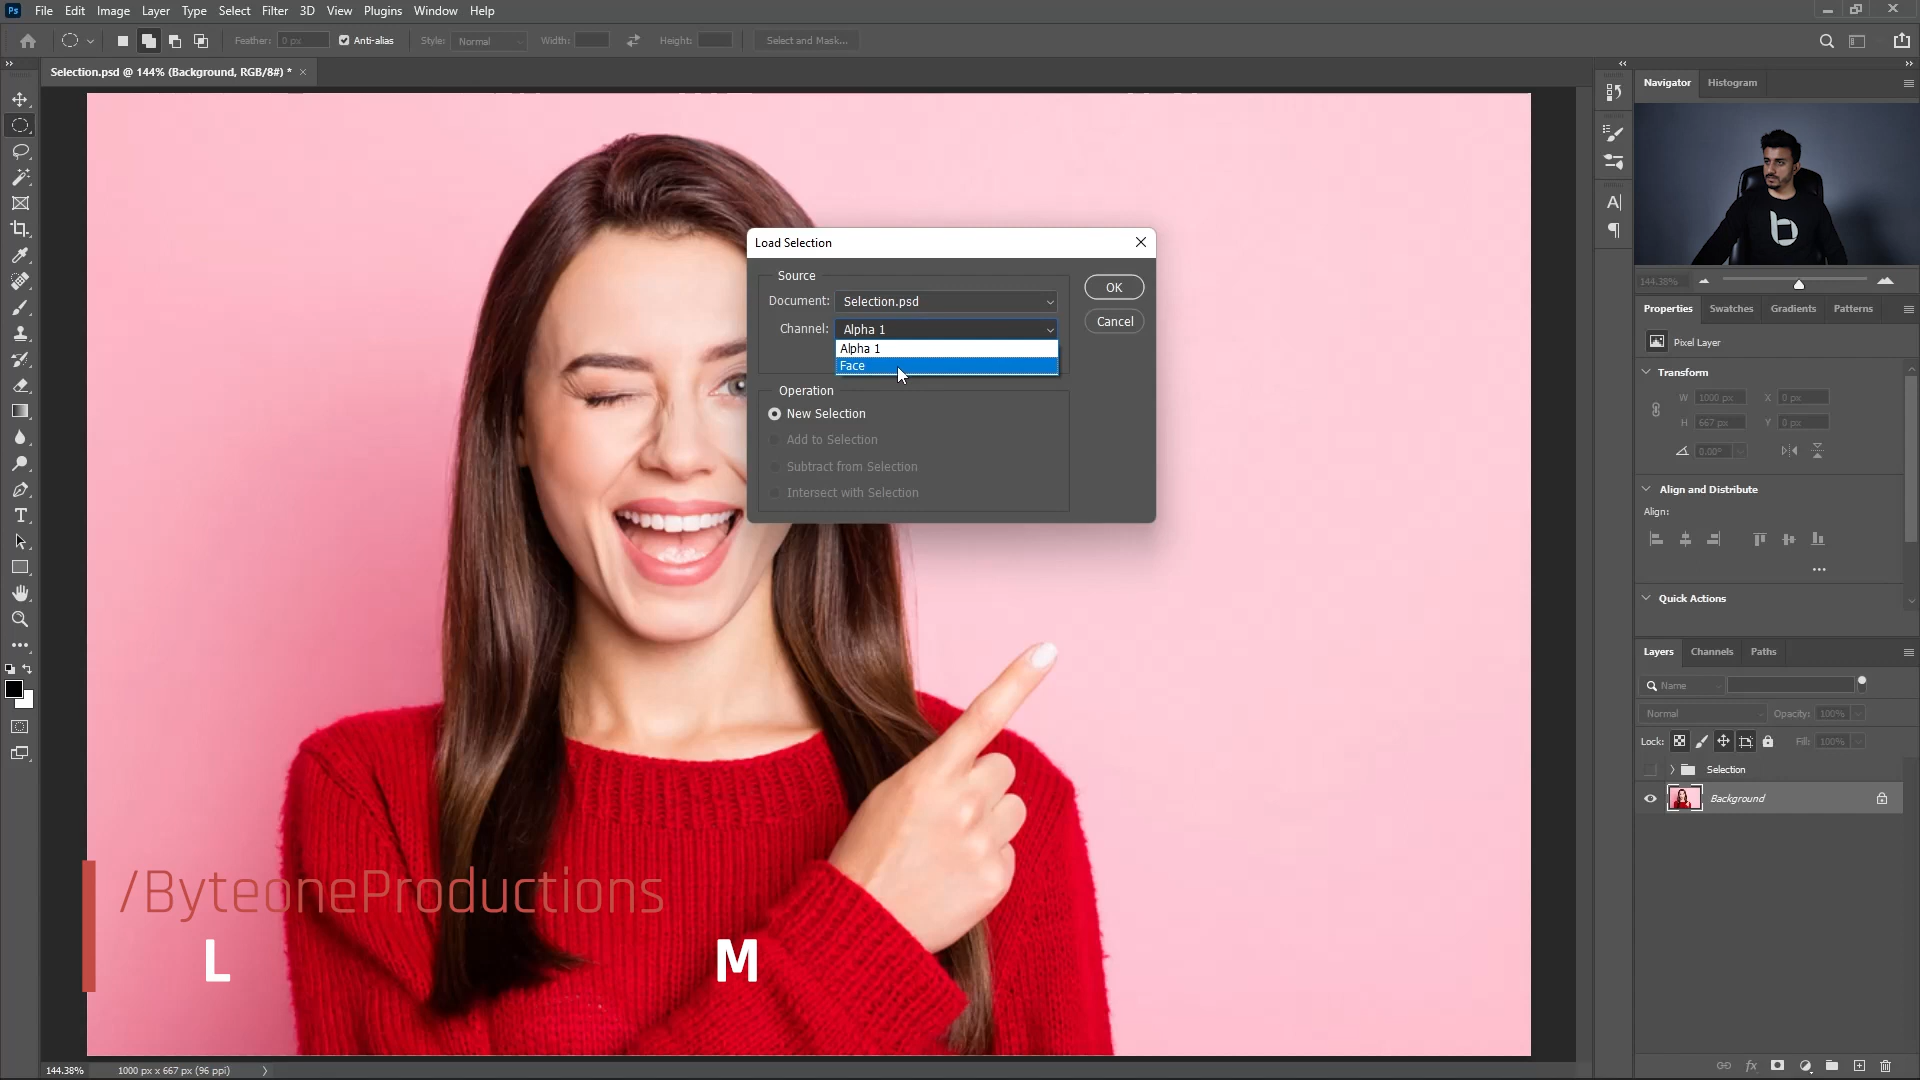 Ps File Edit Image Layer Type Select Filter 3D View Plugins Window Help
Feather: 0 px Anti-alias Style: Normal Width: Height: Select and Mask...
Selection.psd @ 144% (Background, RGB/8#) * ×
Navigator Histogram
144.38%
Load Selection
Source
Document: Selection.psd
Channel: Alpha 1
Alpha 1
Face
OK
Cancel
Operation
New Selection
Add to Selection
Subtract from Selection
Intersect with Selection
Properties Swatches Gradients Patterns
Pixel Layer
Transform
W 1000 px X 0 px
H 667 px Y 0 px
0.00°
Align and Distribute
Align:
Quick Actions
Layers Channels Paths
Name
Normal Opacity: 100%
Lock: Fill: 100%
Selection
Background
/ByteoneProductions
L M
144.38% 1000 px x 667 px (96 ppi)